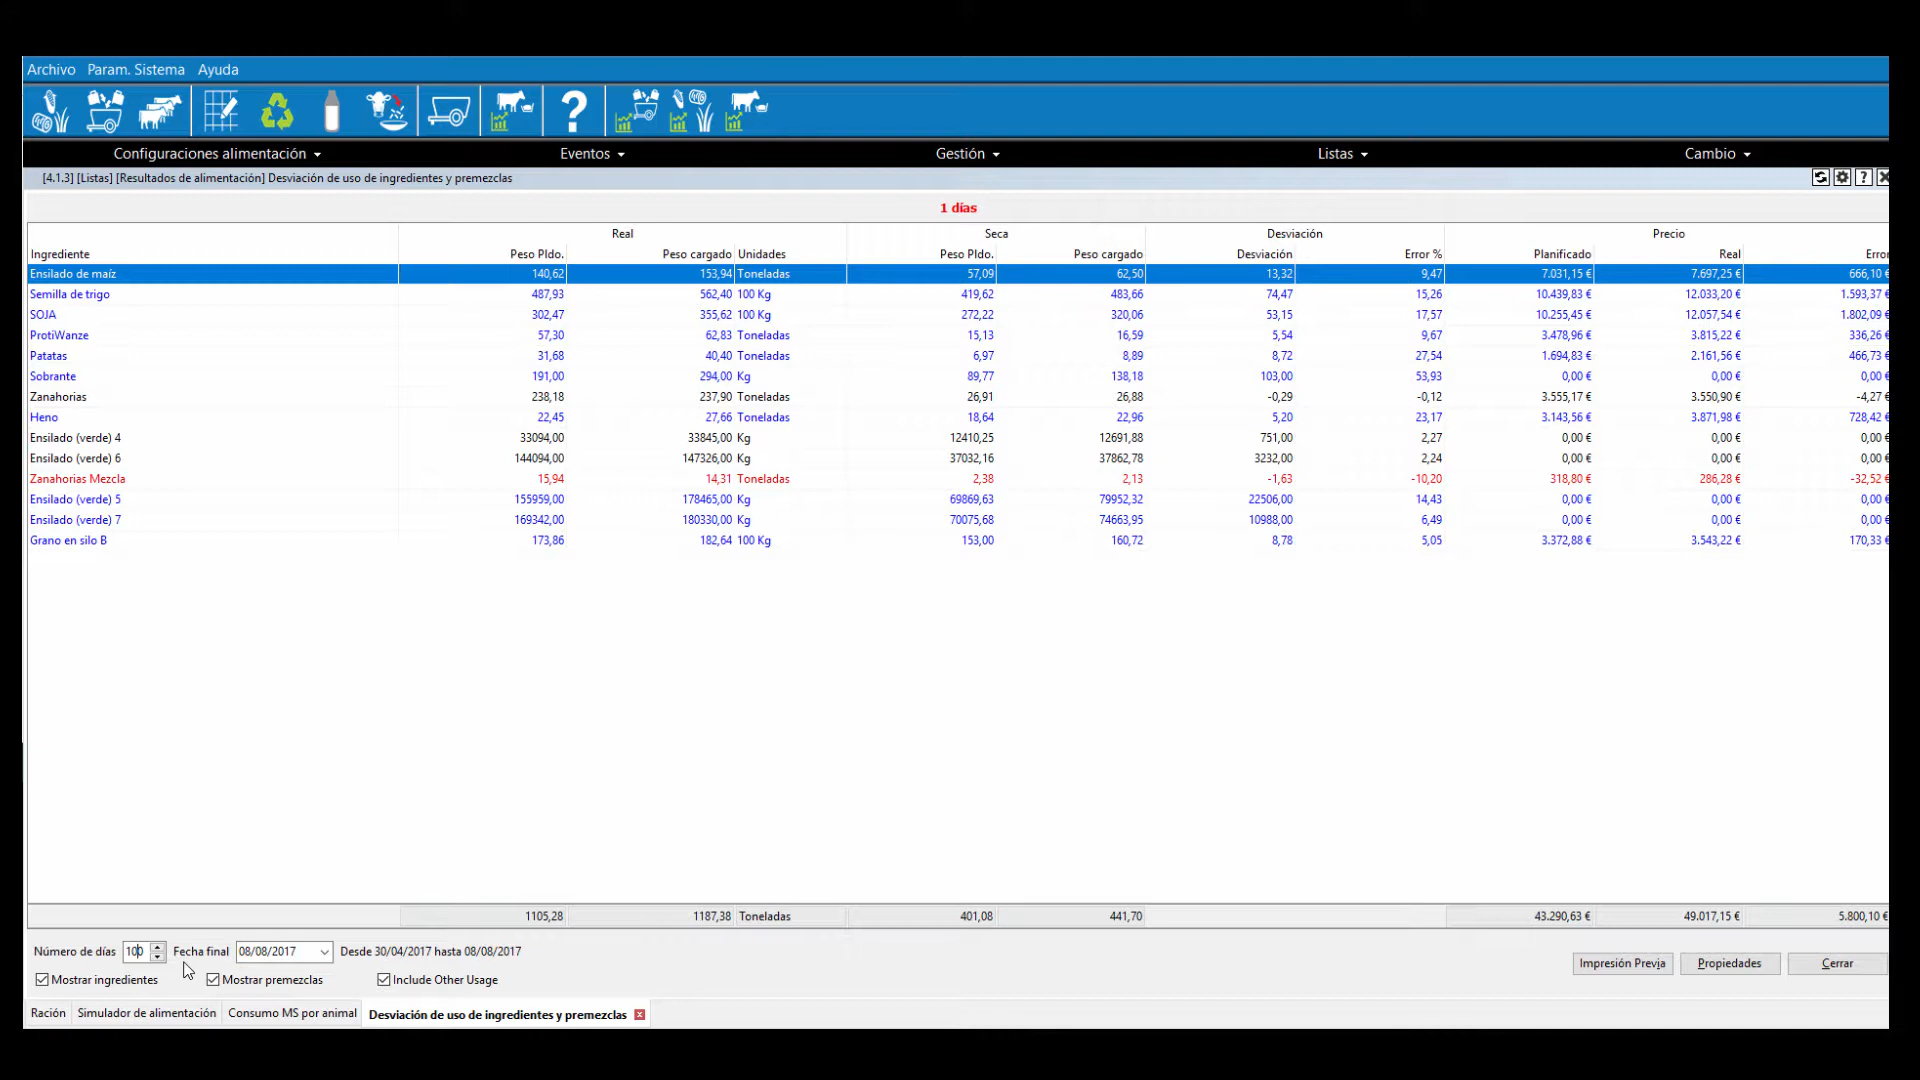 Archivo Param. Sistema Ayuda
Configuraciones alimentación Eventos Gestión Listas Cambio
[4.1.3] [Listas] [Resultados de alimentación] Desviación de uso de ingredientes y premezclas
1 días
Real Seca Desviación Precio
Ingrediente Peso Pldo. Peso cargado Unidades Peso Pldo. Peso cargado Desviación Error % Planificado Real Error
Ensilado de maíz 140,62 153,94 Toneladas 57,09 62,50 13,32 9,47 7.031,15 € 7.697,25 € 666,10 €
Semilla de trigo 487,93 562,40 100 Kg 419,62 483,66 74,47 15,26 10.439,83 € 12.033,20 € 1.593,37 €
SOJA 302,47 355,62 100 Kg 272,22 320,06 53,15 17,57 10.255,45 € 12.057,54 € 1.802,09 €
ProtiWanze 57,30 62,83 Toneladas 15,13 16,59 5,54 9,67 3.478,96 € 3.815,22 € 336,26 €
Patatas 31,68 40,40 Toneladas 6,97 8,89 8,72 27,54 1.694,83 € 2.161,56 € 466,73 €
Sobrante 191,00 294,00 Kg 89,77 138,18 103,00 53,93 0,00 € 0,00 € 0,00 €
Zanahorias 238,18 237,90 Toneladas 26,91 26,88 -0,29 -0,12 3.555,17 € 3.550,90 € -4,27 €
Heno 22,45 27,66 Toneladas 18,64 22,96 5,20 23,17 3.143,56 € 3.871,98 € 728,42 €
Ensilado (verde) 4 33094,00 33845,00 Kg 12410,25 12691,88 751,00 2,27 0,00 € 0,00 € 0,00 €
Ensilado (verde) 6 144094,00 147326,00 Kg 37032,16 37862,78 3232,00 2,24 0,00 € 0,00 € 0,00 €
Zanahorias Mezcla 15,94 14,31 Toneladas 2,38 2,13 -1,63 -10,20 318,80 € 286,28 € -32,52 €
Ensilado (verde) 5 155959,00 178465,00 Kg 69869,63 79952,32 22506,00 14,43 0,00 € 0,00 € 0,00 €
Ensilado (verde) 7 169342,00 180330,00 Kg 70075,68 74663,95 10988,00 6,49 0,00 € 0,00 € 0,00 €
Grano en silo B 173,86 182,64 100 Kg 153,00 160,72 8,78 5,05 3.372,88 € 3.543,22 € 170,33 €
1105,28 1187,38 Toneladas 401,08 441,70 43.290,63 € 49.017,15 € 5.800,10 €
Número de días 100 Fecha final 08/08/2017 Desde 30/04/2017 hasta 08/08/2017
Impresión Previa Propiedades Cerrar
Mostrar ingredientes Mostrar premezclas Include Other Usage
Ración Simulador de alimentación Consumo MS por animal Desviación de uso de ingredientes y premezclas